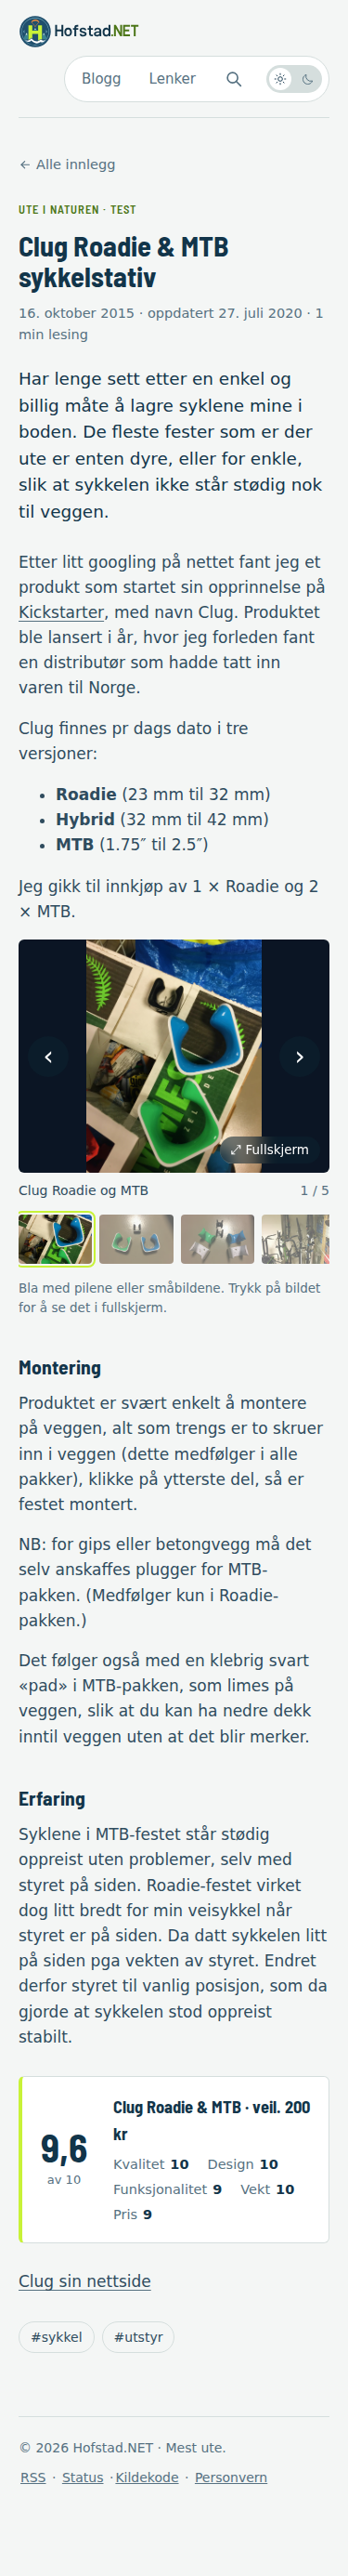 Hofstad.NET
Blogg Lenker
← Alle innlegg
UTE I NATUREN · TEST
Clug Roadie & MTB
sykkelstativ
16. oktober 2015 · oppdatert 27. juli 2020 · 1
min lesing
Har lenge sett etter en enkel og
billig måte å lagre syklene mine i
boden. De fleste fester som er der
ute er enten dyre, eller for enkle,
slik at sykkelen ikke står stødig nok
til veggen.
Etter litt googling på nettet fant jeg et
produkt som startet sin opprinnelse på
Kickstarter, med navn Clug. Produktet
ble lansert i år, hvor jeg forleden fant
en distributør som hadde tatt inn
varen til Norge.
Clug finnes pr dags dato i tre
versjoner:
• Roadie (23 mm til 32 mm)
• Hybrid (32 mm til 42 mm)
• MTB (1.75″ til 2.5″)
Jeg gikk til innkjøp av 1 × Roadie og 2
× MTB.
⤢ Fullskjerm
Clug Roadie og MTB 1 / 5
Bla med pilene eller småbildene. Trykk på bildet
for å se det i fullskjerm.
Montering
Produktet er svært enkelt å montere
på veggen, alt som trengs er to skruer
inn i veggen (dette medfølger i alle
pakker), klikke på ytterste del, så er
festet montert.
NB: for gips eller betongvegg må det
selv anskaffes plugger for MTB-
pakken. (Medfølger kun i Roadie-
pakken.)
Det følger også med en klebrig svart
«pad» i MTB-pakken, som limes på
veggen, slik at du kan ha nedre dekk
inntil veggen uten at det blir merker.
Erfaring
Syklene i MTB-festet står stødig
oppreist uten problemer, selv med
styret på siden. Roadie-festet virket
dog litt bredt for min veisykkel når
styret er på siden. Da datt sykkelen litt
på siden pga vekten av styret. Endret
derfor styret til vanlig posisjon, som da
gjorde at sykkelen stod oppreist
stabilt.
9,6
av 10
Clug Roadie & MTB · veil. 200
kr
Kvalitet 10 Design 10
Funksjonalitet 9 Vekt 10
Pris 9
Clug sin nettside
#sykkel #utstyr
© 2026 Hofstad.NET · Mest ute.
RSS · Status · Kildekode · Personvern